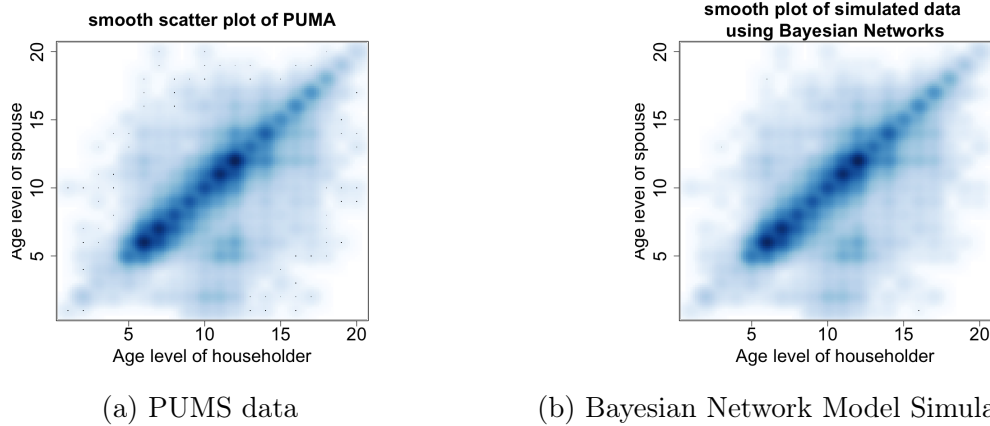 smooth scatter plot of PUMA
20
15
10
5
Age level of spouse
5 10 15 20
Age level of householder
(a) PUMS data
smooth plot of simulated data
using Bayesian Networks
20
15
10
5
Age level of spouse
5 10 15 20
Age level of householder
(b) Bayesian Network Model Simula